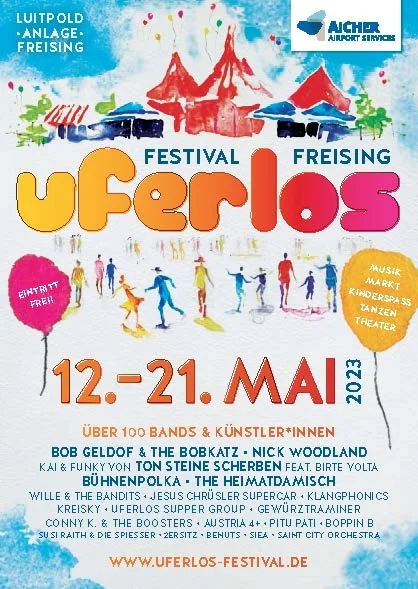 LUITPOLD
•ANLAGE•
FREISING
AICHER
AIRPORT SERVICES
FESTIVAL FREISING
uferlos
EINTRITT
FREI!
MUSIK
MARKT
KINDERSPASS
TANZEN
THEATER
12.–21. MAI 2023
ÜBER 100 BANDS & KÜNSTLER*INNEN
BOB GELDOF & THE BOBKATZ • NICK WOODLAND
KAI & FUNKY VON TON STEINE SCHERBEN FEAT. BIRTE VOLTA
BÜHNENPOLKA • THE HEIMATDAMISCH
WILLE & THE BANDITS • JESUS CHRÜSLER SUPERCAR • KLANGPHONICS
KREISKY • UFERLOS SUPPER GROUP • GEWÜRZTRAMINER
CONNY K. & THE BOOSTERS • AUSTRIA 4+ • PITU PATI • BOPPIN B
SUSI RAITH & DIE SPIESSER • 2ERSITZ • BENUTS • SIEA • SAINT CITY ORCHESTRA
WWW.UFERLOS-FESTIVAL.DE